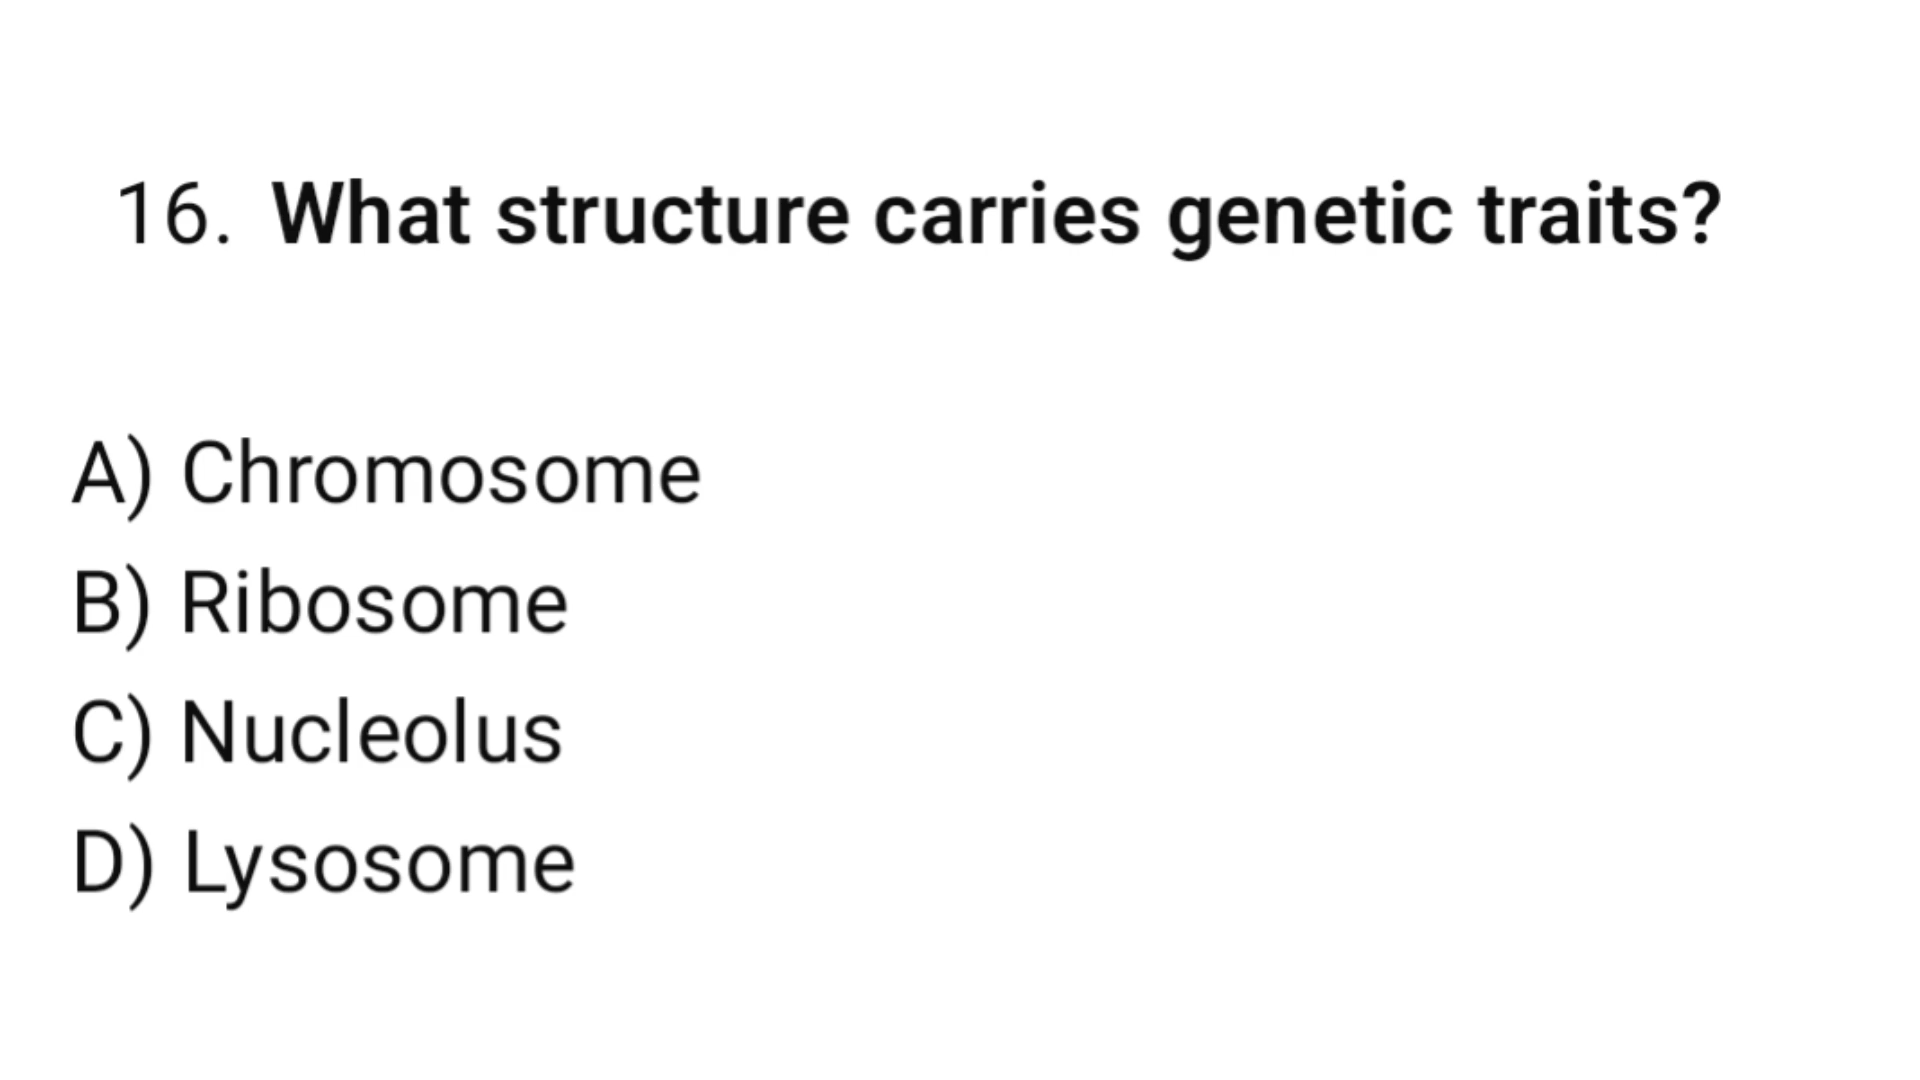 16. What structure carries genetic traits?
A) Chromosome
B) Ribosome
C) Nucleolus
D) Lysosome